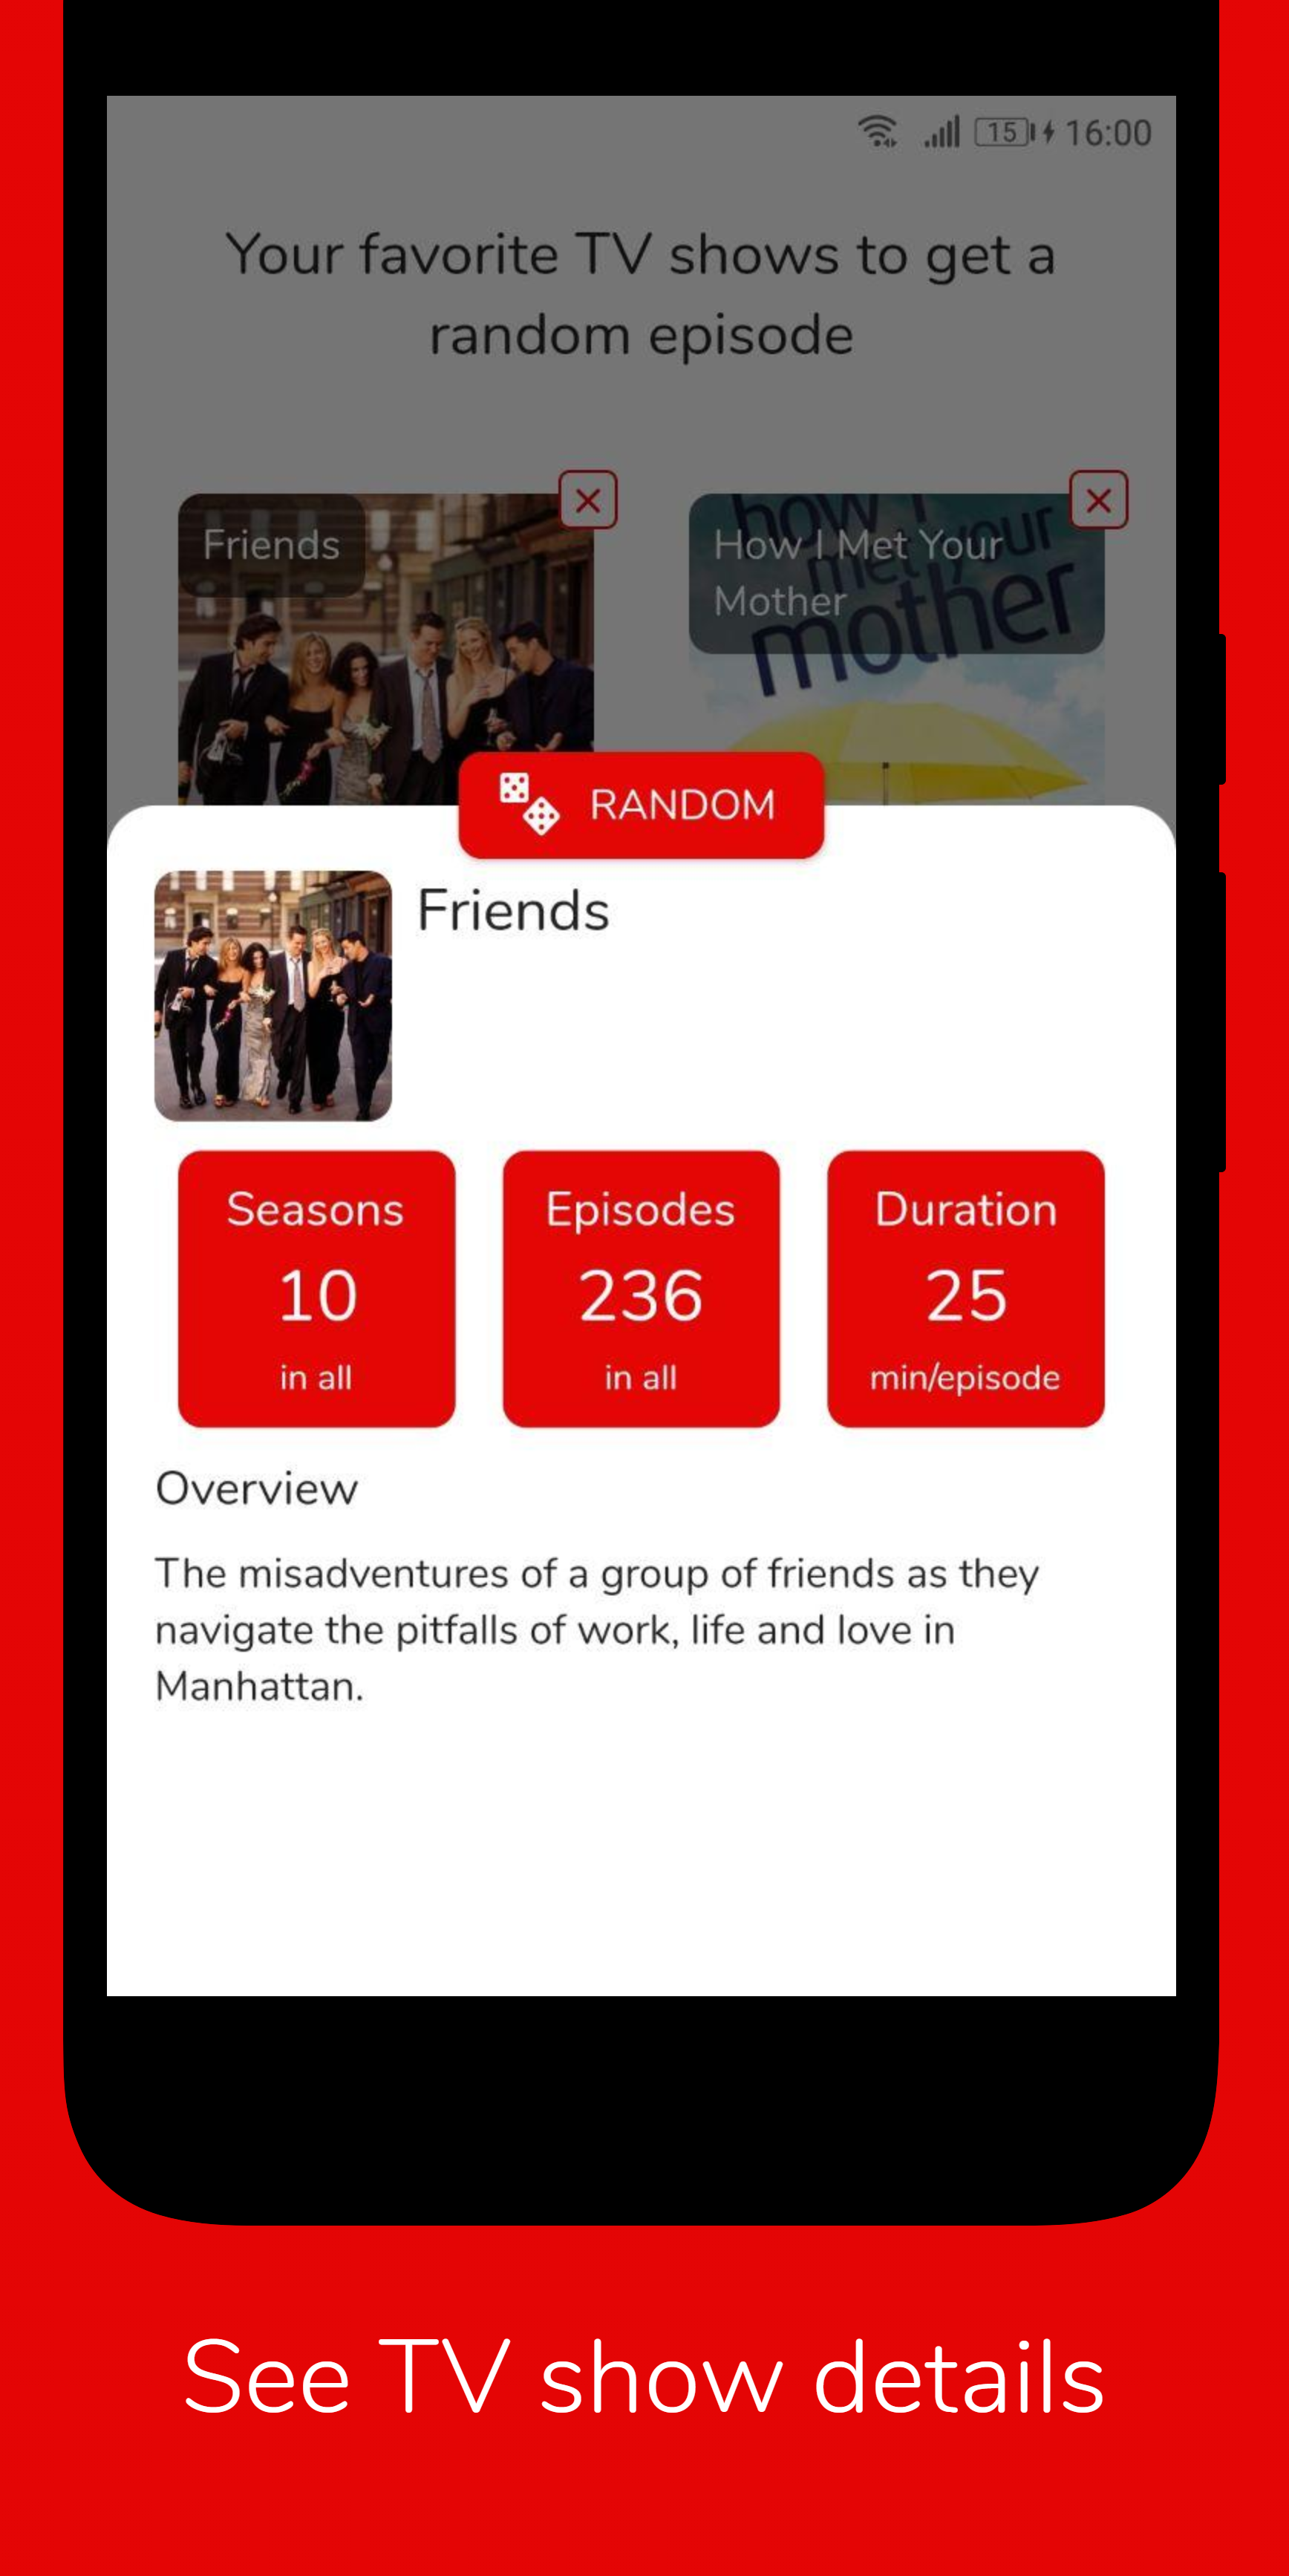 15 16:00
Your favorite TV shows to get a
random episode
Friends
how I
met your
mother
How I Met Your
Mother
RANDOM
Friends
Seasons
10
in all
Episodes
236
in all
Duration
25
min/episode
Overview
The misadventures of a group of friends as they
navigate the pitfalls of work, life and love in
Manhattan.
See TV show details